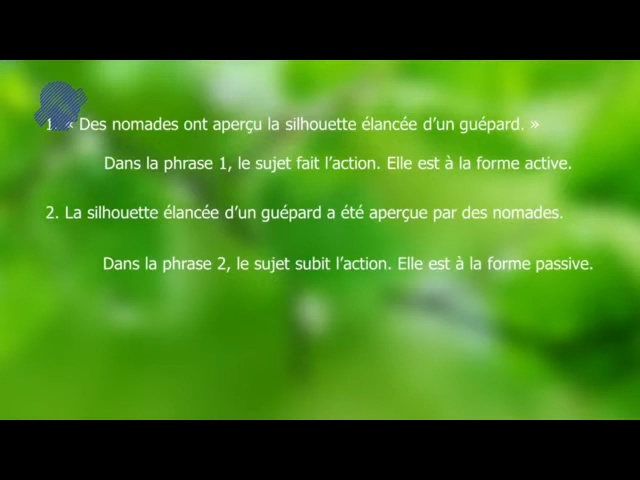 1. « Des nomades ont aperçu la silhouette élancée d’un guépard. »
Dans la phrase 1, le sujet fait l’action. Elle est à la forme active.
2. La silhouette élancée d’un guépard a été aperçue par des nomades.
Dans la phrase 2, le sujet subit l’action. Elle est à la forme passive.